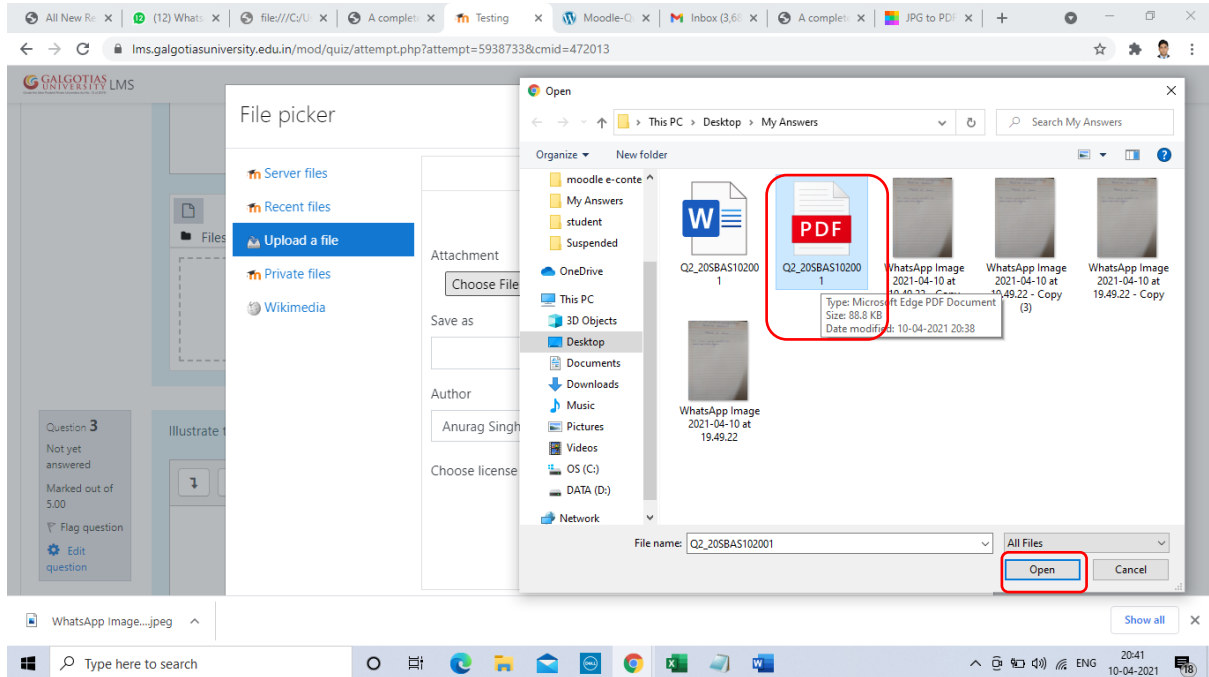 All New Re
(12) Whats
file:///C:/U
A complet
Testing
Moodle-Q
Inbox (3,6
A complet
JPG to PDF
lms.galgotiasuniversity.edu.in/mod/quiz/attempt.php?attempt=5938733&cmid=472013
GALGOTIAS
UNIVERSITY LMS
File picker
Server files
Recent files
Upload a file
Private files
Wikimedia
Files
Attachment
Choose File
Save as
Author
Anurag Singh
Choose license
Question 3
Not yet
answered
Marked out of
5.00
Flag question
Edit
question
Illustrate t
Open
This PC > Desktop > My Answers
Search My Answers
Organize
New folder
moodle e-conte
My Answers
student
Suspended
OneDrive
This PC
3D Objects
Desktop
Documents
Downloads
Music
Pictures
Videos
OS (C:)
DATA (D:)
Network
W
Q2_20SBAS10200
1
PDF
Q2_20SBAS10200
1
WhatsApp Image
2021-04-10 at
WhatsApp Image
2021-04-10 at
19.49.22 - Copy
(3)
WhatsApp Image
2021-04-10 at
19.49.22 - Copy
Type: Microsoft Edge PDF Document
Size: 88.8 KB
Date modified: 10-04-2021 20:38
WhatsApp Image
2021-04-10 at
19.49.22
File name: Q2_20SBAS102001
All Files
Open
Cancel
WhatsApp Image....jpeg
Show all
Type here to search
ENG
20:41
10-04-2021
18